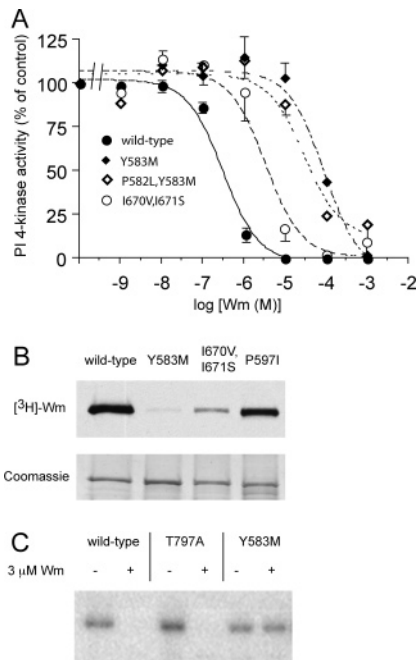 A
PI 4-kinase activity (% of control)
125
100
75
50
25
0
wild-type
Y583M
P582L,Y583M
I670V,I671S
-9 -8 -7 -6 -5 -4 -3 -2
log [Wm (M)]
B
wild-type Y583M I670V, I671S P597I
[³H]-Wm
Coomassie
C
wild-type T797A Y583M
3 μM Wm - + - + - +